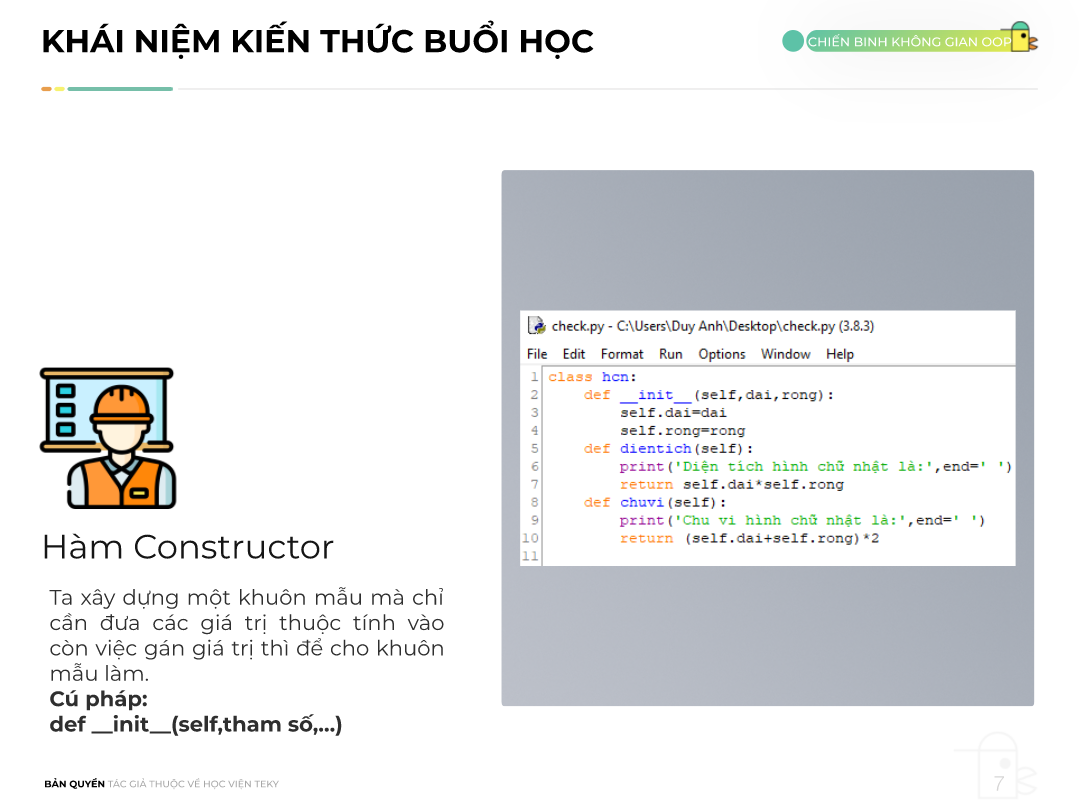 KHÁI NIỆM KIẾN THỨC BUỔI HỌC
CHIẾN BINH KHÔNG GIAN OOP
check.py - C:\Users\Duy Anh\Desktop\check.py (3.8.3)
File Edit Format Run Options Window Help
1 class hcn:
2     def __init__(self,dai,rong):
3         self.dai=dai
4         self.rong=rong
5     def dientich(self):
6         print('Diện tích hình chữ nhật là:',end=' ')
7         return self.dai*self.rong
8     def chuvi(self):
9         print('Chu vi hình chữ nhật là:',end=' ')
10         return (self.dai+self.rong)*2
11
Hàm Constructor
Ta xây dựng một khuôn mẫu mà chỉ
cần đưa các giá trị thuộc tính vào
còn việc gán giá trị thì để cho khuôn
mẫu làm.
Cú pháp:
def __init__(self,tham số,...)
BẢN QUYỀN TÁC GIẢ THUỘC VỀ HỌC VIỆN TEKY
7